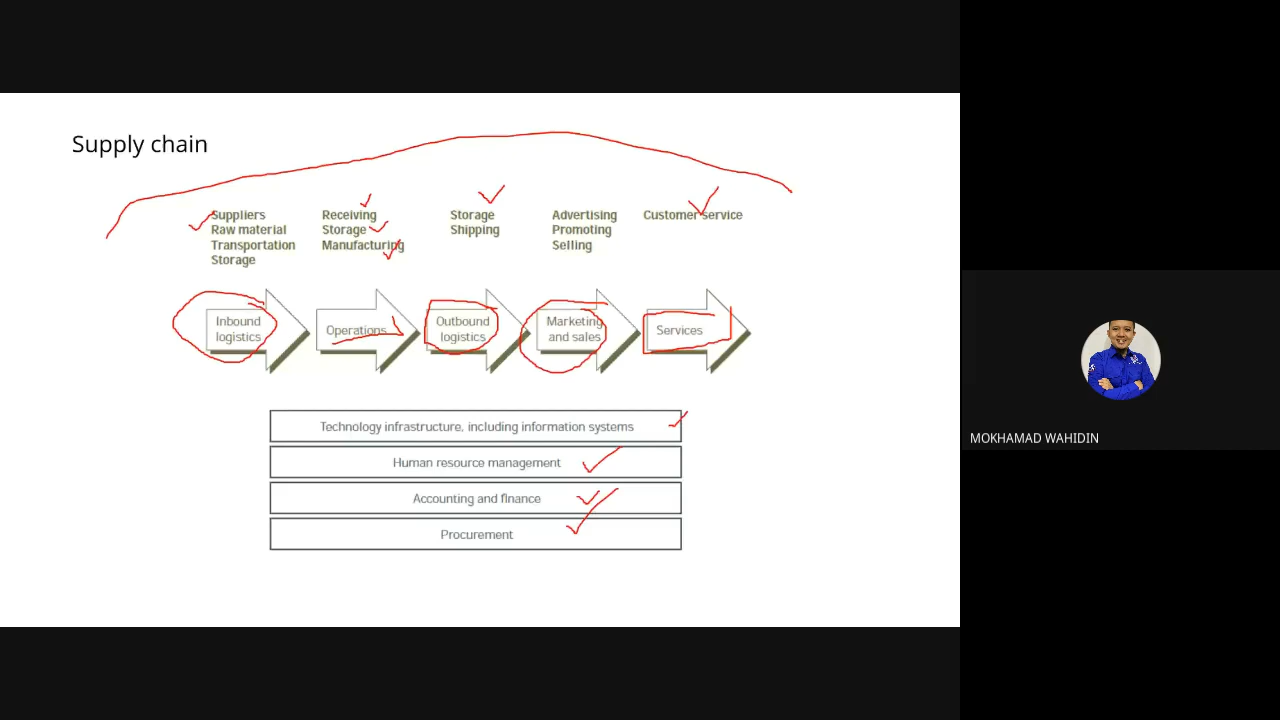 Supply chain
Suppliers
Raw material
Transportation
Storage
Receiving
Storage
Manufacturing
Storage
Shipping
Advertising
Promoting
Selling
Customer service
Inbound
logistics
Operations
Outbound
logistics
Marketing
and sales
Services
Technology infrastructure, including information systems
Human resource management
Accounting and finance
Procurement
MOKHAMAD WAHIDIN